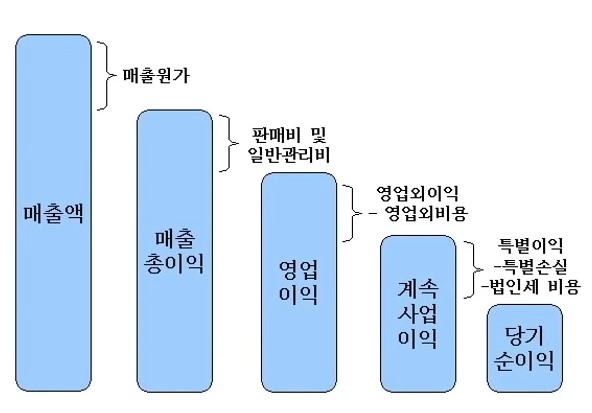 매출액
매출원가
매출
총이익
판매비 및
일반관리비
영업
이익
영업외이익
- 영업외비용
계속
사업
이익
특별이익
-특별손실
-법인세 비용
당기
순이익